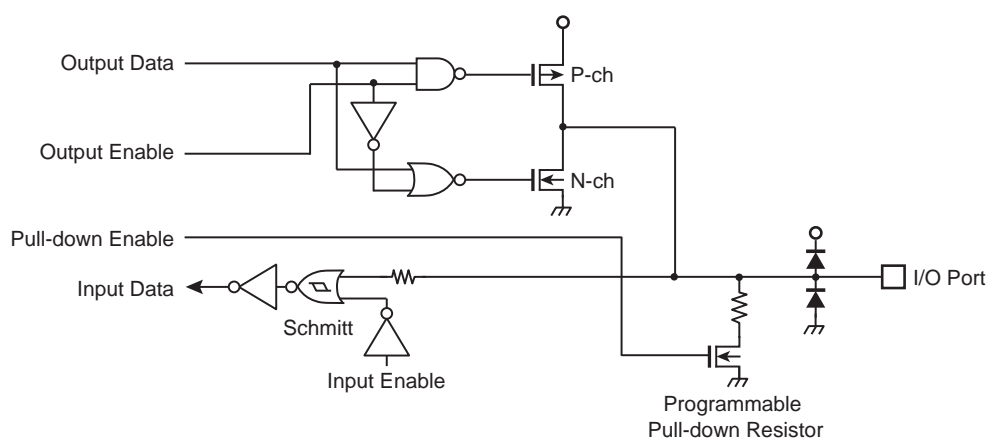 Output Data
P-ch
Output Enable
N-ch
Pull-down Enable
Input Data
I/O Port
Schmitt
Input Enable
Programmable
Pull-down Resistor